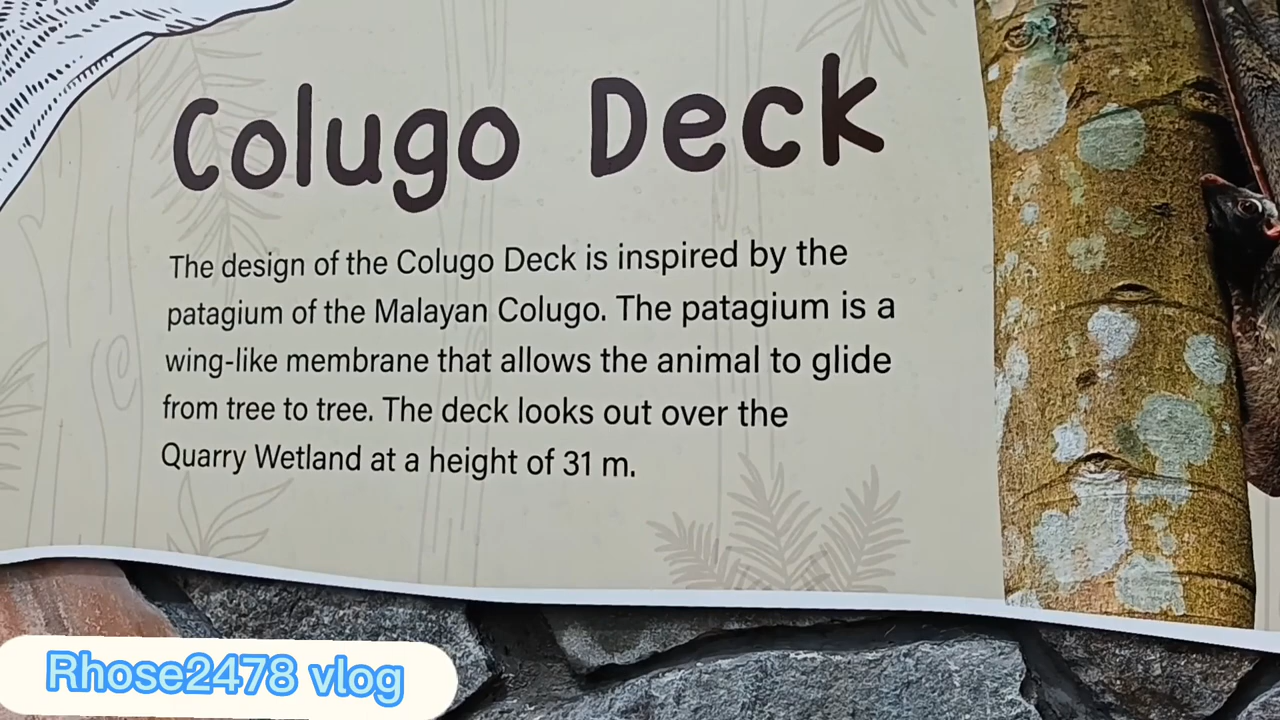 Colugo Deck
The design of the Colugo Deck is inspired by the
patagium of the Malayan Colugo. The patagium is a
wing-like membrane that allows the animal to glide
from tree to tree. The deck looks out over the
Quarry Wetland at a height of 31 m.
Rhose2478 vlog